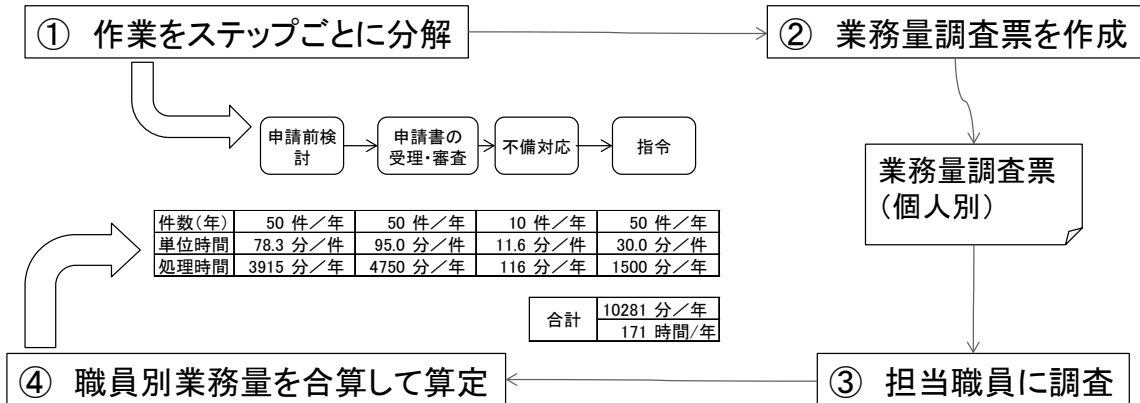 ① 作業をステップごとに分解
② 業務量調査票を作成
申請前検
討
申請書の
受理・審査
不備対応
指令
業務量調査票
(個人別)
件数(年) 50 件/年 50 件/年 10 件/年 50 件/年
単位時間 78.3 分/件 95.0 分/件 11.6 分/件 30.0 分/件
処理時間 3915 分/年 4750 分/年 116 分/年 1500 分/年
合計 10281 分/年
171 時間/年
④ 職員別業務量を合算して算定
③ 担当職員に調査